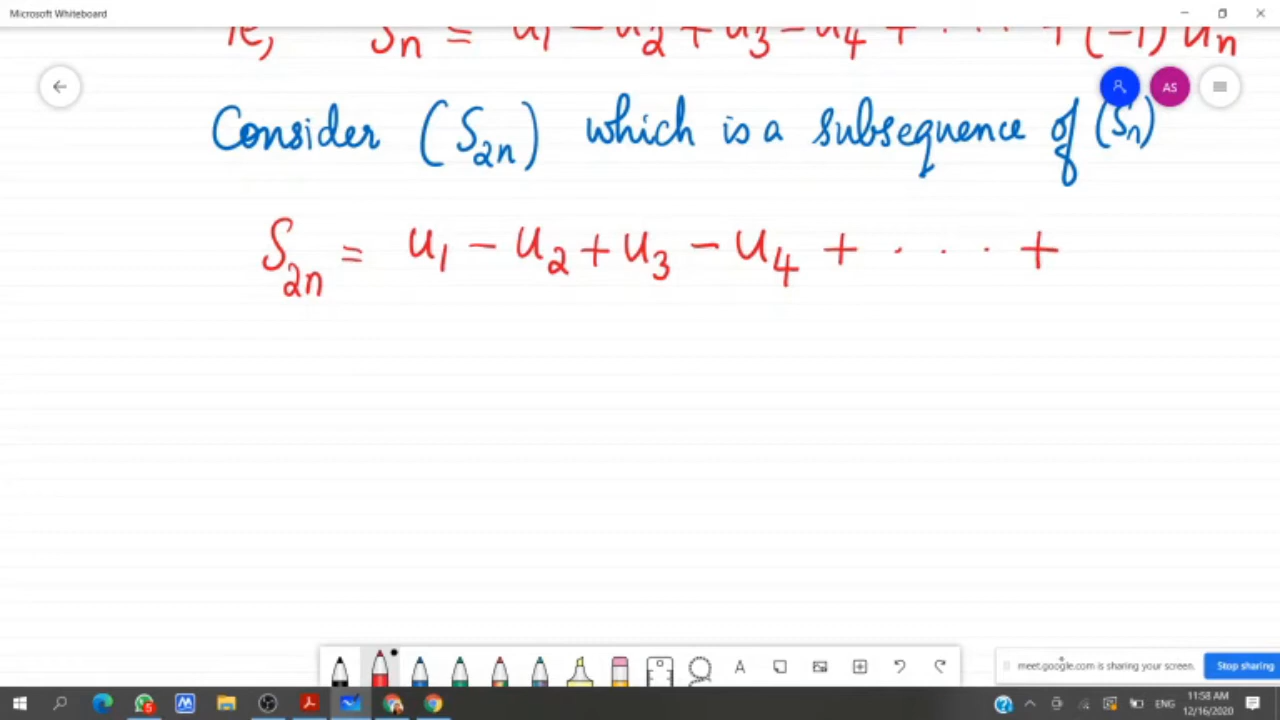 Microsoft Whiteboard
ie, Sn = u1 - u2 + u3 - u4 + ... + (-1) un
AS
Consider (S2n) which is a subsequence of (Sn)
S2n = u1 - u2 + u3 - u4 + .... +
A
meet.google.com is sharing your screen.
Stop sharing
5
ENG
11:58 AM
12/16/2020